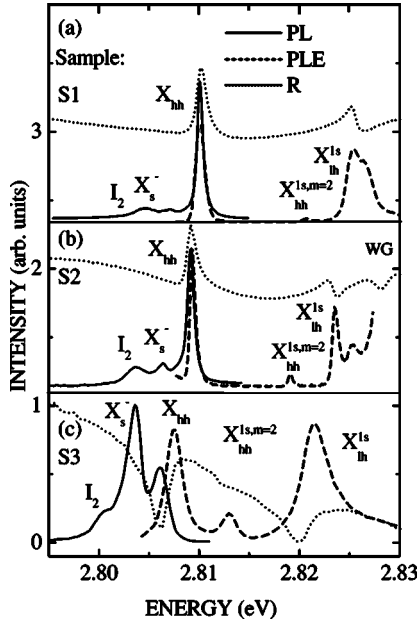 (a)
Sample:
S1
PL
PLE
R
X_hh
3
I_2
X_s^-
X_hh^1s,m=2
X_lh^1s
(b)
S2
X_hh
WG
2
I_2
X_s^-
X_hh^1s,m=2
X_lh^1s
1
(c)
S3
X_s^-
X_hh
X_hh^1s,m=2
X_lh^1s
I_2
0
INTENSITY (arb. units)
2.80 2.81 2.82 2.83
ENERGY (eV)